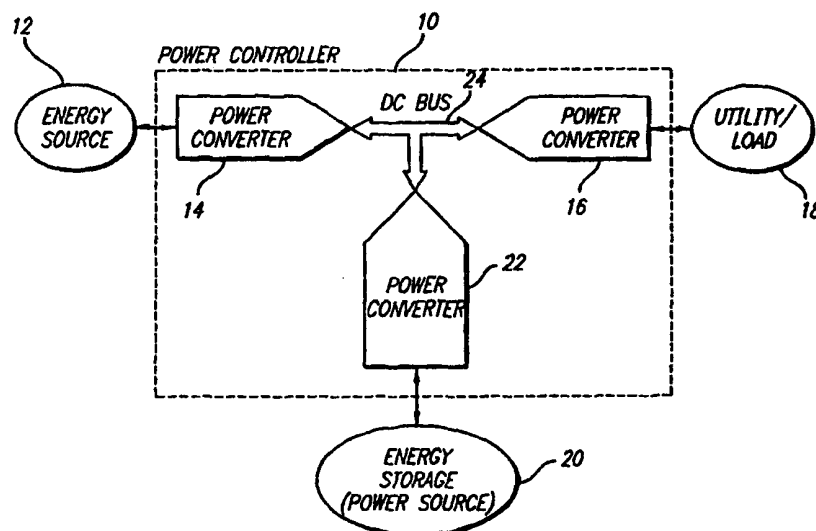 12
POWER CONTROLLER
10
24
ENERGY
SOURCE
POWER
CONVERTER
DC BUS
POWER
CONVERTER
UTILITY/
LOAD
14
16
18
22
POWER
CONVERTER
ENERGY
STORAGE
(POWER SOURCE)
20